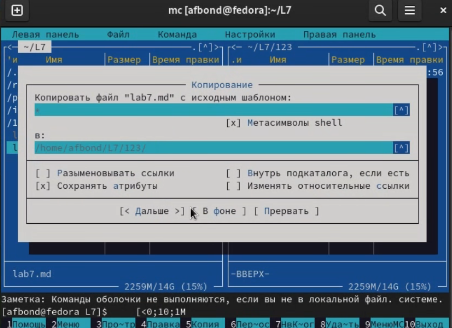 mc [afbond@fedora]:~/L7
Левая панель Файл Команда Настройки Правая панель
~/L7 .[^] ~/L7/123 .[^]
'и Имя Размер Время правки .и Имя Размер Время правки
:56
Копирование
Копировать файл "lab7.md" с исходным шаблоном:
* [^]
[x] Метасимволы shell
в:
/home/afbond/L7/123/ [^]
[ ] Разыменовывать ссылки [ ] Внутрь подкаталога, если есть
[x] Сохранять атрибуты [ ] Изменять относительные ссылки
[< Дальше >] [ В фоне ] [ Прервать ]
lab7.md -ВВЕРХ-
2259M/14G (15%) 2259M/14G (15%)
Заметка: Команды оболочки не выполняются, если вы не в локальной файл. системе.
[afbond@fedora L7]$ [<0;10;1M
1Помощь 2Меню 3Про~тр 4Правка 5Копия 6Пер~ос 7НвК~ог 8Уда~ть 9МенюMC 10Выход